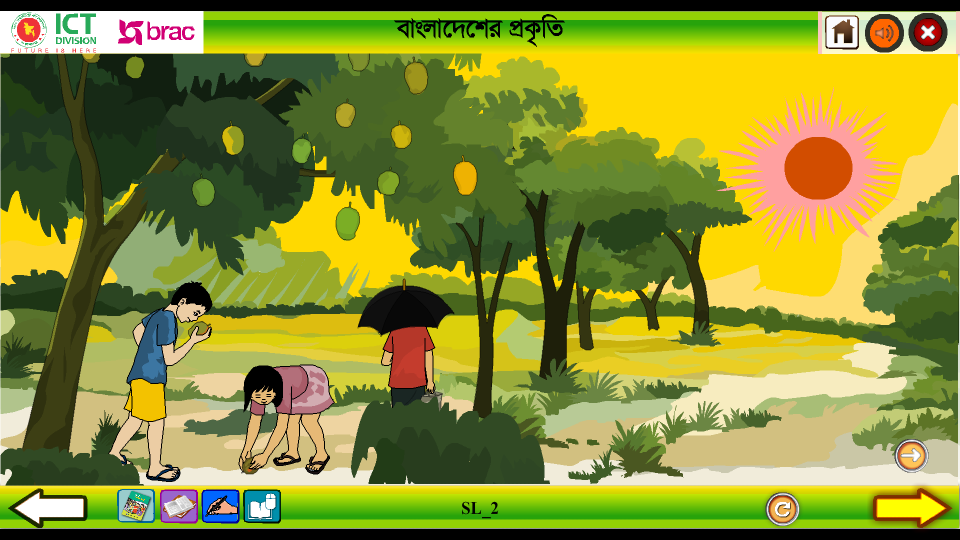 ICT
DIVISION
FUTURE IS HERE
brac
বাংলাদেশের প্রকৃতি
SL_2